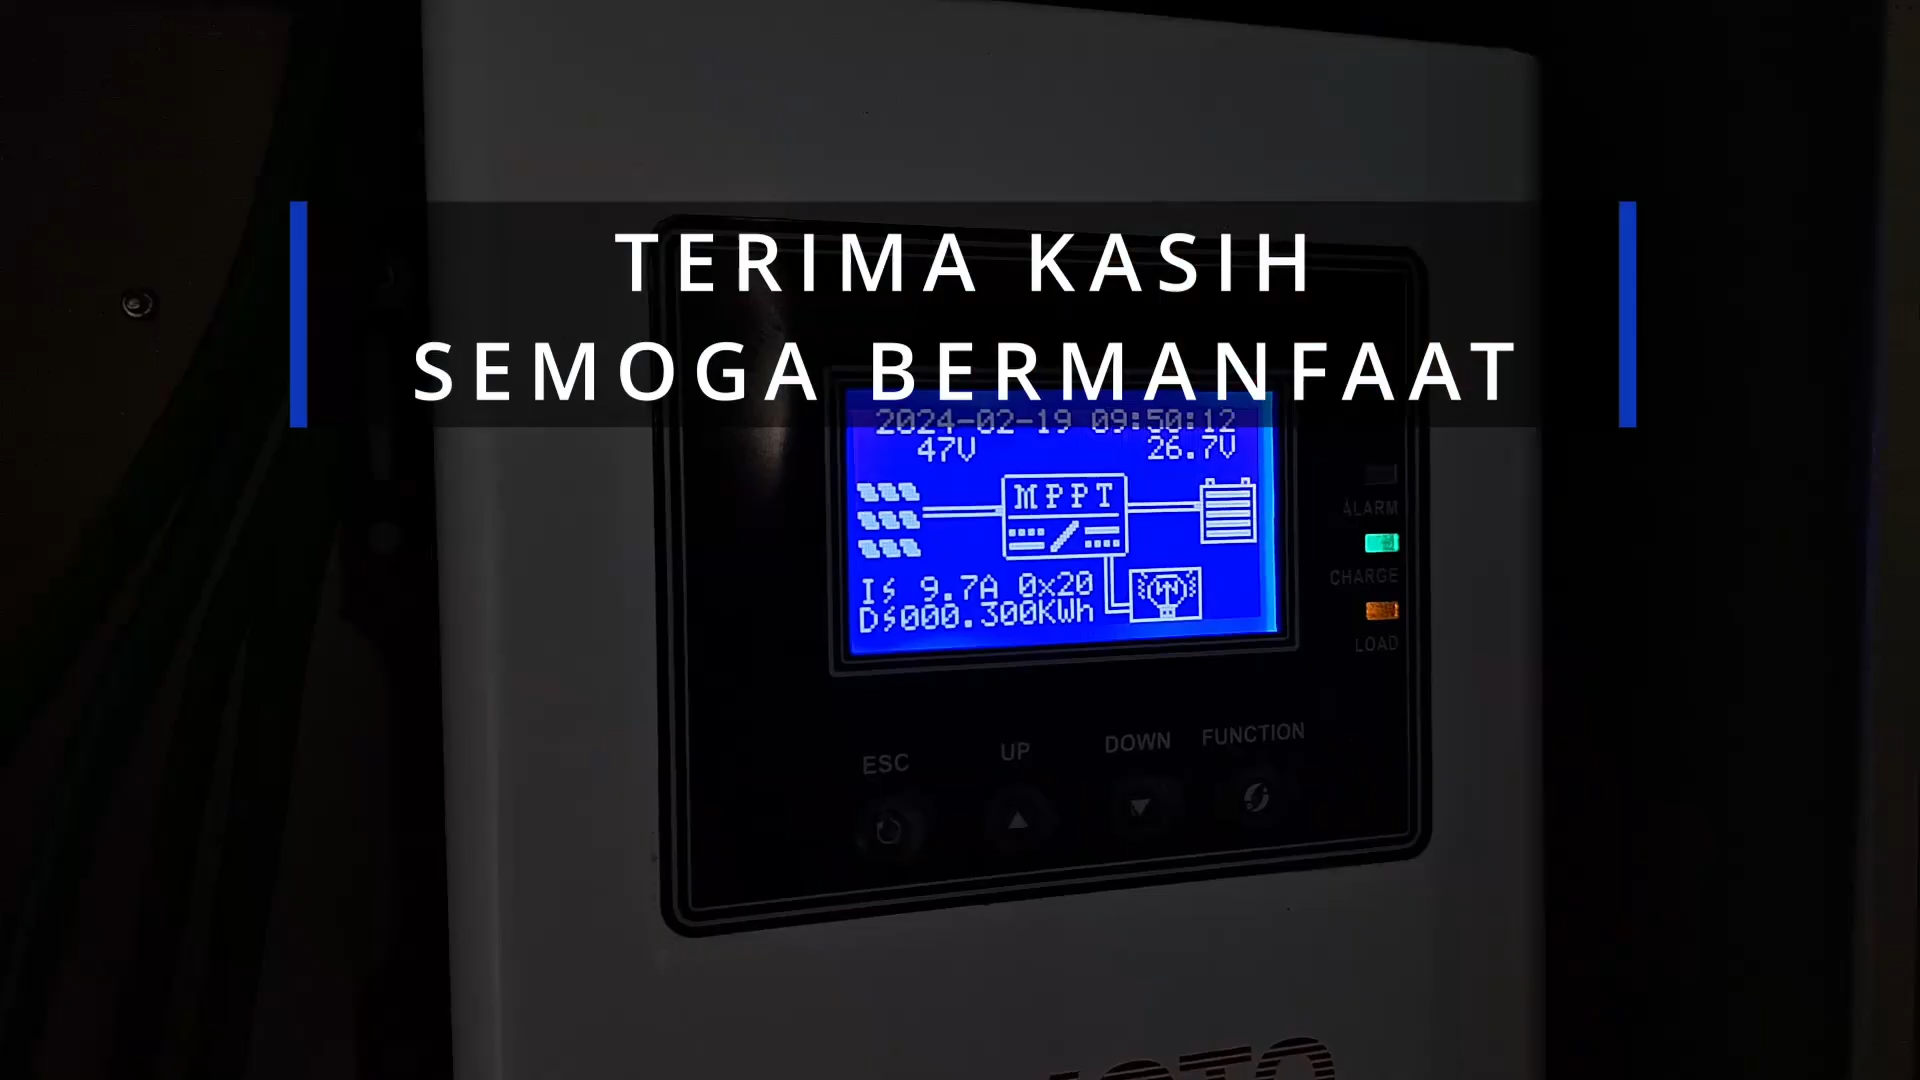 TERIMA KASIH
SEMOGA BERMANFAAT
2024-02-19 09:50:12
47V 26.7V
MPPT
9.7A 0x20
000.300KWh
ALARM
CHARGE
LOAD
ESC UP DOWN FUNCTION